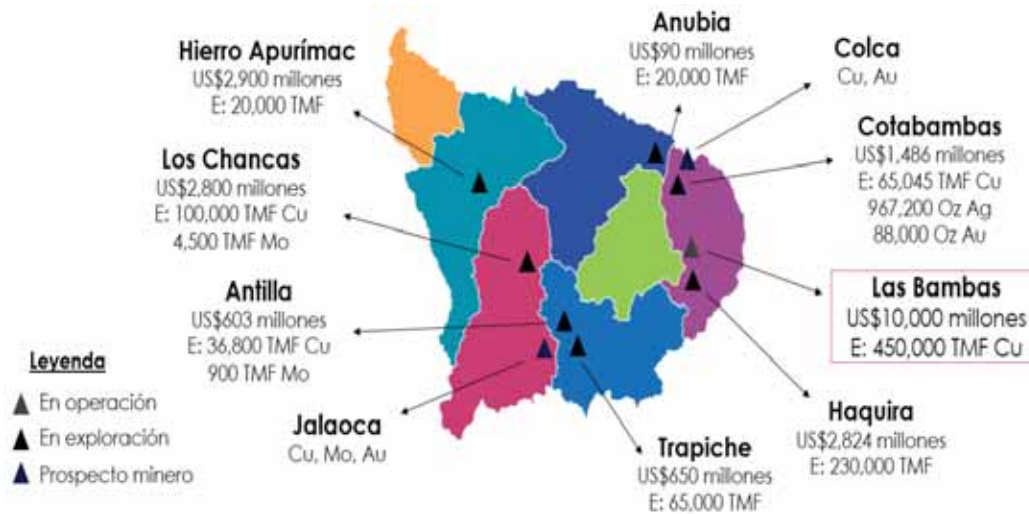 Hierro Apurímac
US$2,900 millones
E: 20,000 TMF
Los Chancas
US$2,800 millones
E: 100,000 TMF Cu
4,500 TMF Mo
Antilla
US$603 millones
E: 36,800 TMF Cu
900 TMF Mo
Jalaoca
Cu, Mo, Au
Anubia
US$90 millones
E: 20,000 TMF
Colca
Cu, Au
Cotabambas
US$1,486 millones
E: 65,045 TMF Cu
967,200 Oz Ag
88,000 Oz Au
Las Bambas
US$10,000 millones
E: 450,000 TMF Cu
Haquira
US$2,824 millones
E: 230,000 TMF
Trapiche
US$650 millones
E: 65,000 TMF
Leyenda
En operación
En exploración
Prospecto minero